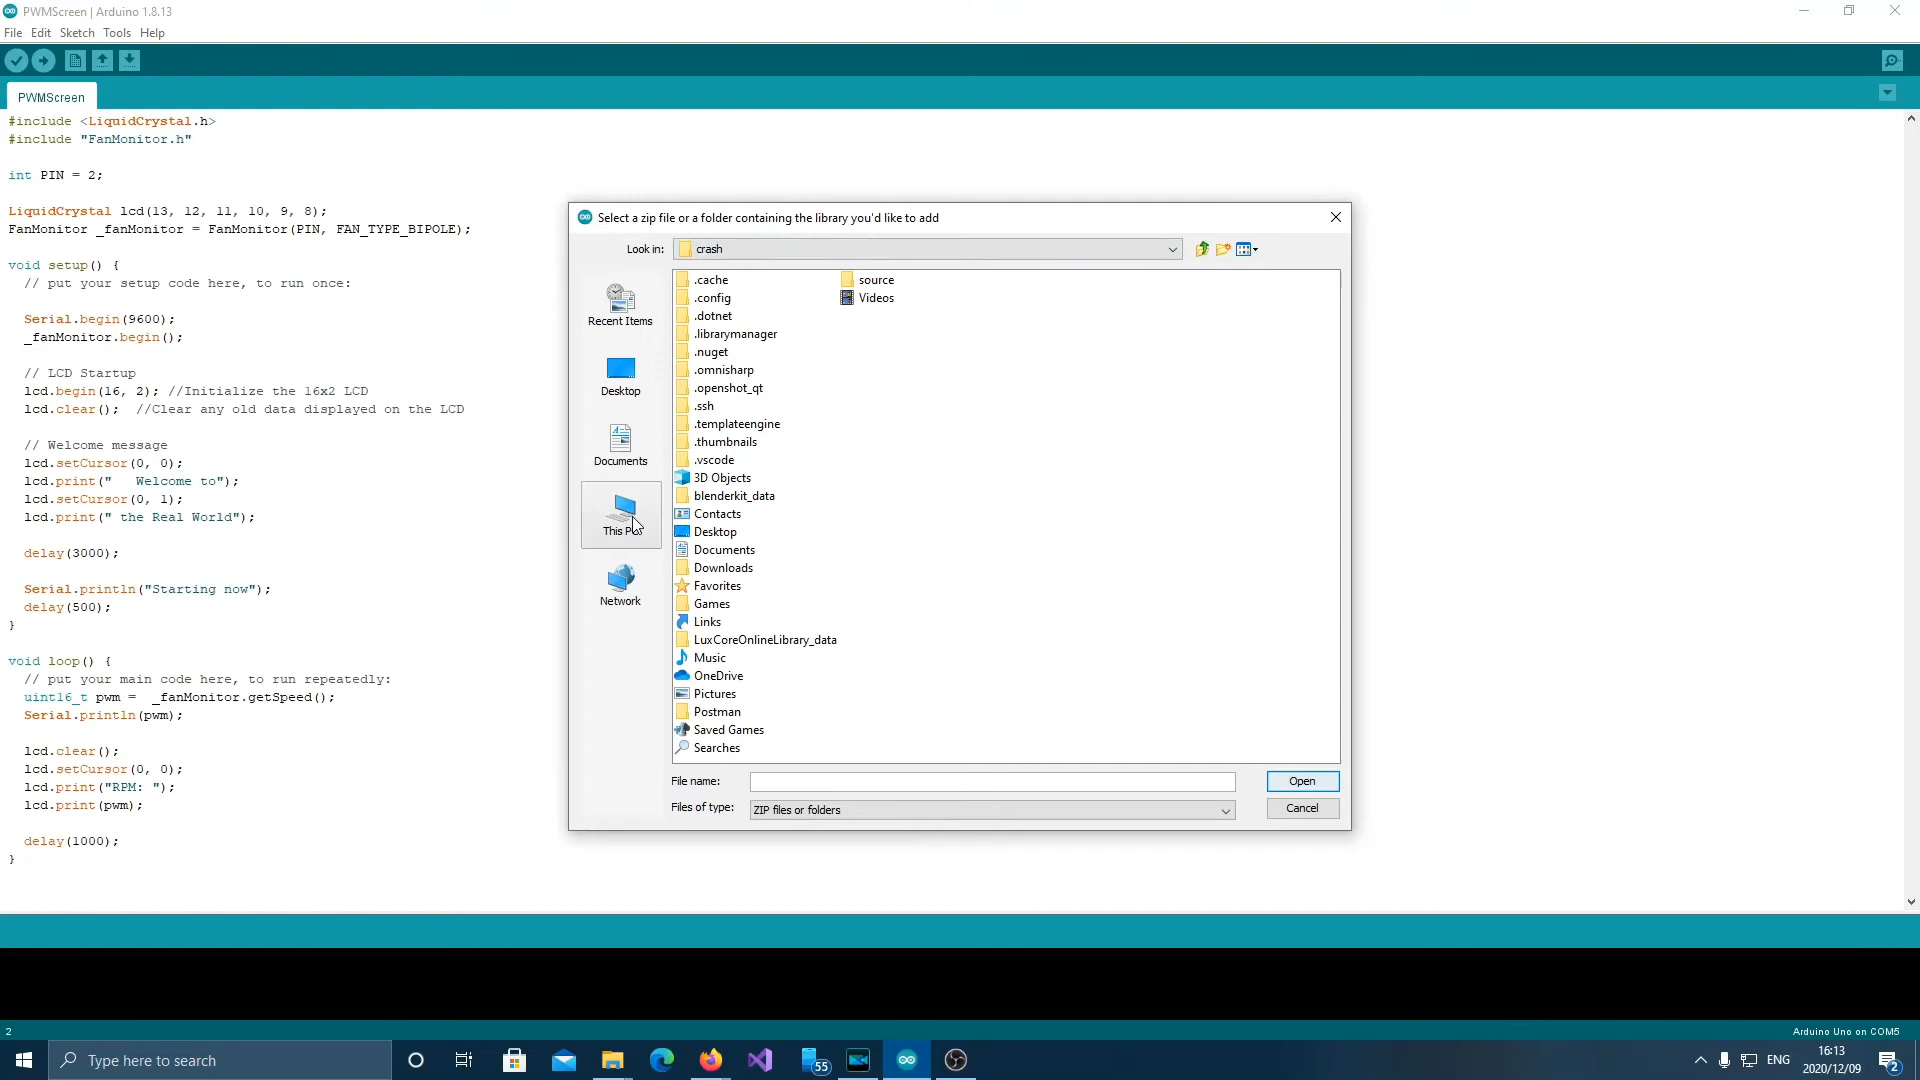 PWMScreen | Arduino 1.8.13
File Edit Sketch Tools Help
PWMScreen
#include <LiquidCrystal.h>
#include "FanMonitor.h"
int PIN = 2;
LiquidCrystal lcd(13, 12, 11, 10, 9, 8);
FanMonitor _fanMonitor = FanMonitor(PIN, FAN_TYPE_BIPOLE);
void setup() {
// put your setup code here, to run once:
Serial.begin(9600);
_fanMonitor.begin();
// LCD Startup
lcd.begin(16, 2); //Initialize the 16x2 LCD
lcd.clear();  //Clear any old data displayed on the LCD
// Welcome message
lcd.setCursor(0, 0);
lcd.print("   Welcome to");
lcd.setCursor(0, 1);
lcd.print(" the Real World");
delay(3000);
Serial.println("Starting now");
delay(500);
}
void loop() {
// put your main code here, to run repeatedly:
uint16_t pwm =  _fanMonitor.getSpeed();
Serial.println(pwm);
lcd.clear();
lcd.setCursor(0, 0);
lcd.print("RPM: ");
lcd.print(pwm);
delay(1000);
}
Select a zip file or a folder containing the library you'd like to add
Look in: crash
Recent Items
Desktop
Documents
This PC
Network
.cache
.config
.dotnet
.librarymanager
.nuget
.omnisharp
.openshot_qt
.ssh
.templateengine
.thumbnails
.vscode
3D Objects
blenderkit_data
Contacts
Desktop
Documents
Downloads
Favorites
Games
Links
LuxCoreOnlineLibrary_data
Music
OneDrive
Pictures
Postman
Saved Games
Searches
source
Videos
File name:
Open
Files of type: ZIP files or folders
Cancel
2
Arduino Uno on COM5
Type here to search
55
ENG
16:13
2020/12/09
2